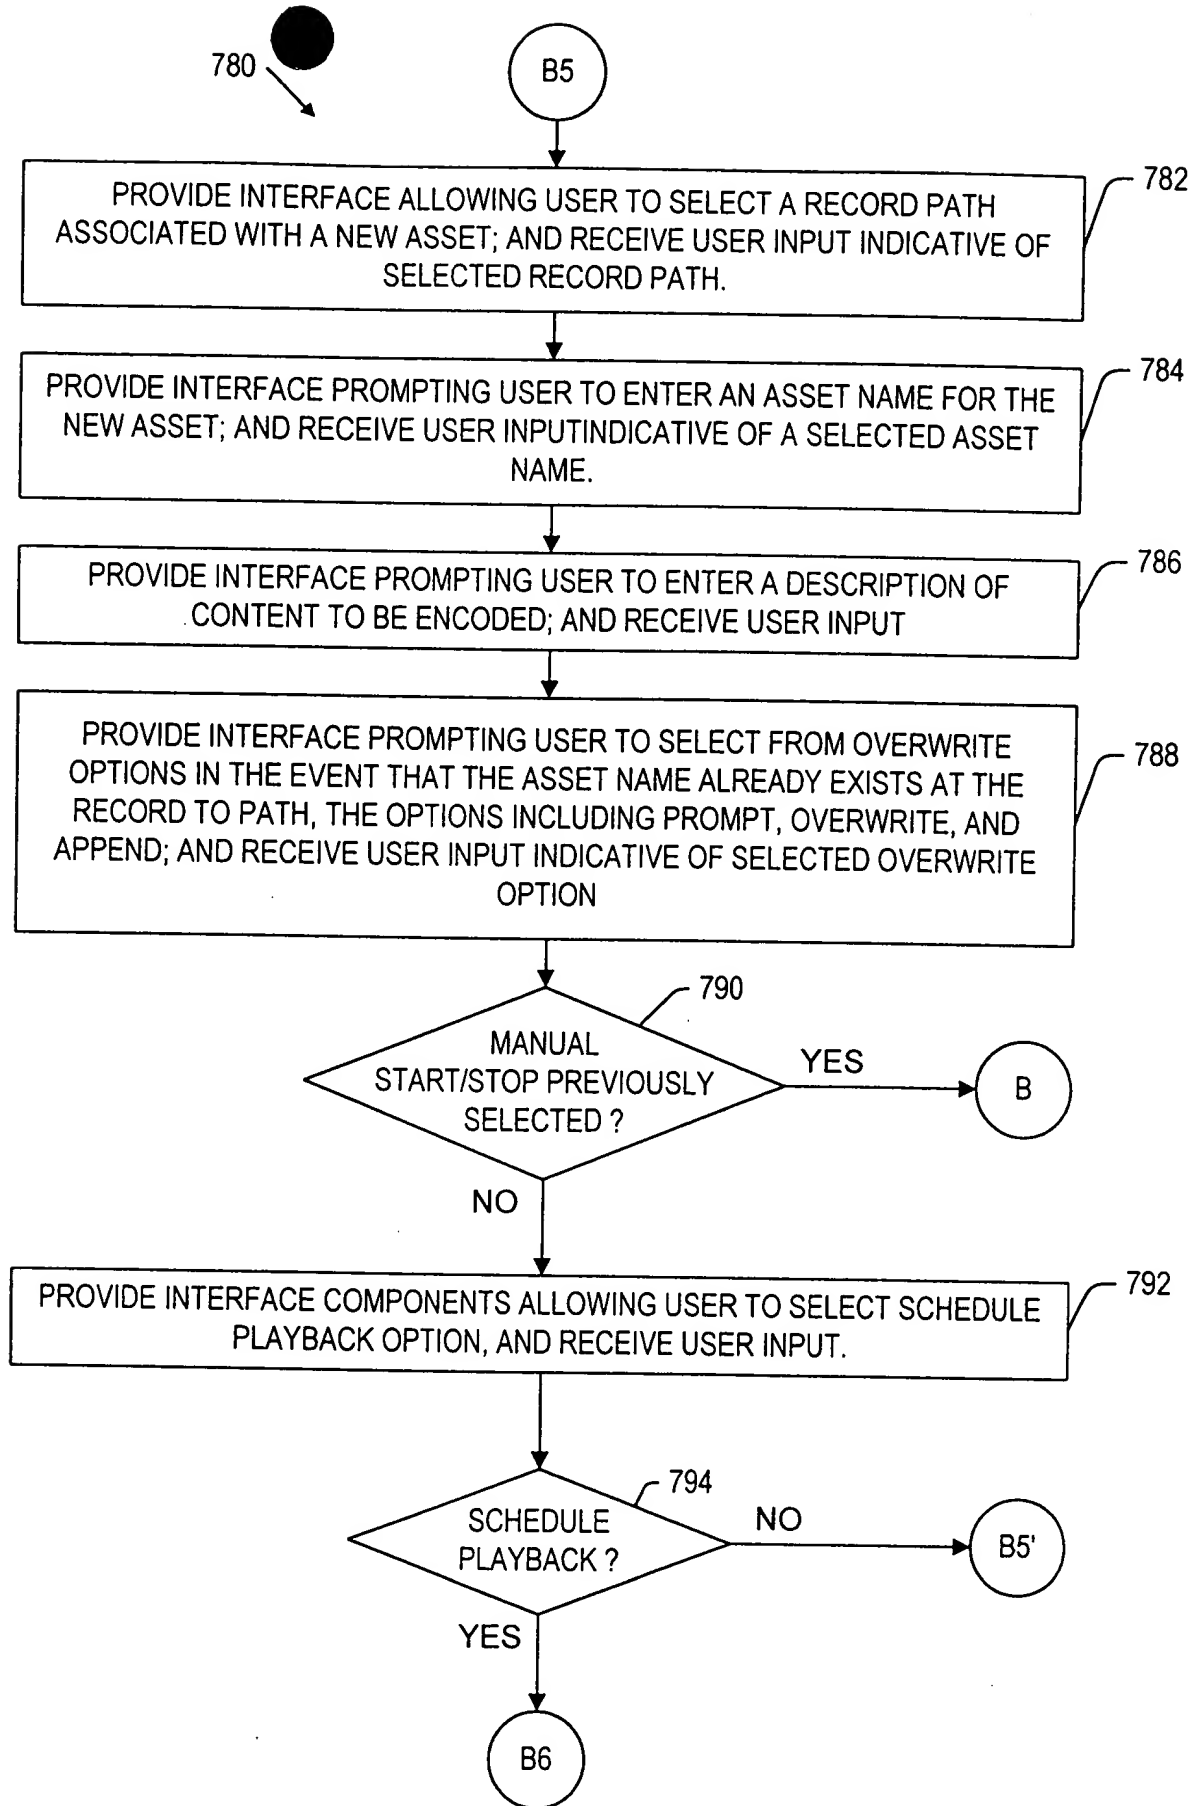 780
B5
782
PROVIDE INTERFACE ALLOWING USER TO SELECT A RECORD PATH
ASSOCIATED WITH A NEW ASSET; AND RECEIVE USER INPUT INDICATIVE OF
SELECTED RECORD PATH.
784
PROVIDE INTERFACE PROMPTING USER TO ENTER AN ASSET NAME FOR THE
NEW ASSET; AND RECEIVE USER INPUTINDICATIVE OF A SELECTED ASSET
NAME.
786
PROVIDE INTERFACE PROMPTING USER TO ENTER A DESCRIPTION OF
CONTENT TO BE ENCODED; AND RECEIVE USER INPUT
788
PROVIDE INTERFACE PROMPTING USER TO SELECT FROM OVERWRITE
OPTIONS IN THE EVENT THAT THE ASSET NAME ALREADY EXISTS AT THE
RECORD TO PATH, THE OPTIONS INCLUDING PROMPT, OVERWRITE, AND
APPEND; AND RECEIVE USER INPUT INDICATIVE OF SELECTED OVERWRITE
OPTION
790
MANUAL
START/STOP PREVIOUSLY
SELECTED ?
YES
B
NO
792
PROVIDE INTERFACE COMPONENTS ALLOWING USER TO SELECT SCHEDULE
PLAYBACK OPTION, AND RECEIVE USER INPUT.
794
SCHEDULE
PLAYBACK ?
NO
B5'
YES
B6